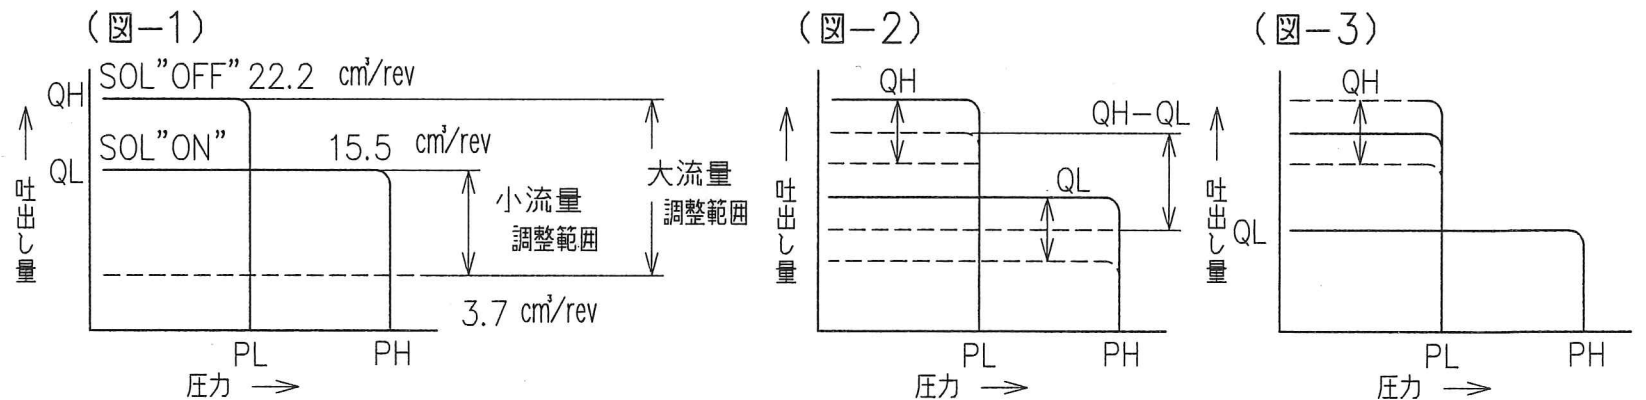 (図-1)
SOL"OFF" 22.2 cm³/rev
QH
SOL"ON" 15.5 cm³/rev
QL
吐出し量
小流量
調整範囲
大流量
調整範囲
3.7 cm³/rev
PL
PH
圧力
(図-2)
QH
QH-QL
QL
吐出し量
PL
PH
圧力
(図-3)
QH
QL
吐出し量
PL
PH
圧力